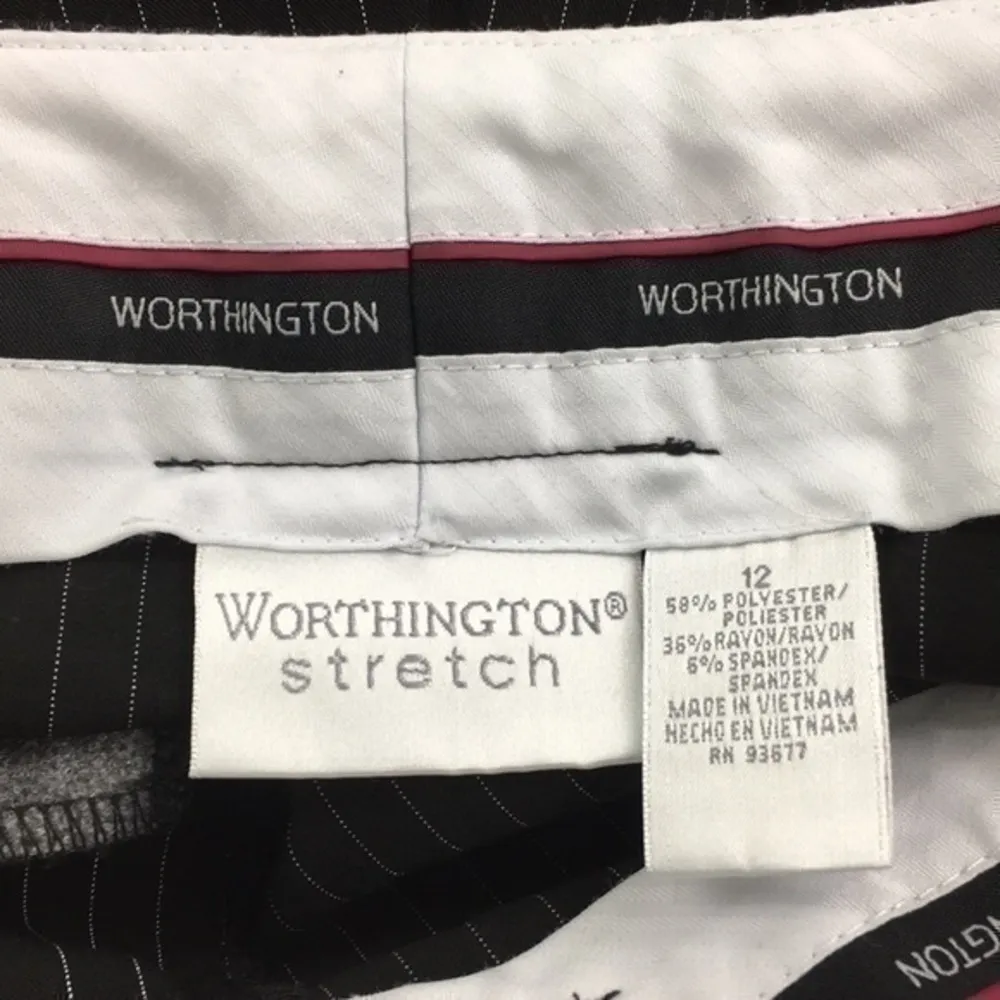 WORTHINGTON
WORTHINGTON
WORTHINGTON®
stretch
12
58% POLYESTER/
POLIESTER
36% RAYON/RAYON
6% SPANDEX/
SPANDEX
MADE IN VIETNAM
HECHO EN VIETNAM
RN 93677
NGTON